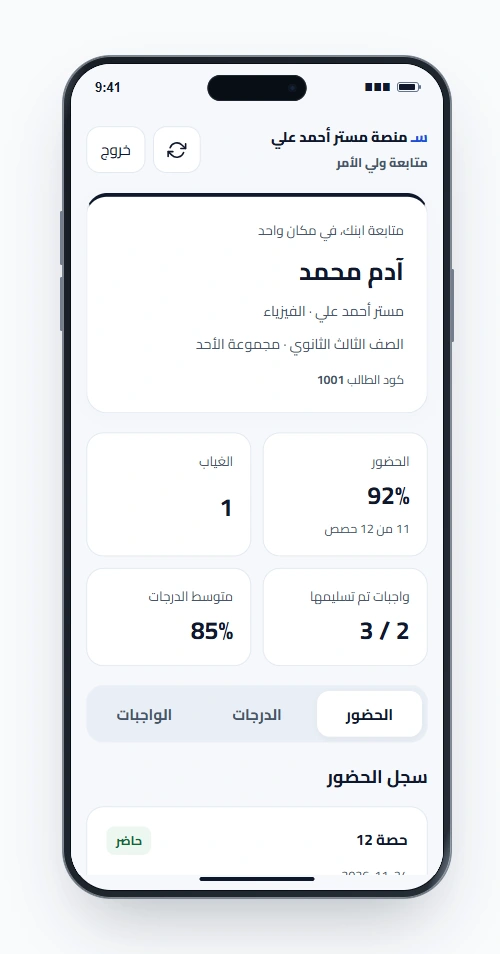 9:41
سـ منصة مستر أحمد علي
متابعة ولي الأمر
خروج
متابعة ابنك، في مكان واحد
آدم محمد
مستر أحمد علي · الفيزياء
الصف الثالث الثانوي · مجموعة الأحد
كود الطالب 1001
الحضور
92%
11 من 12 حصص
الغياب
1
واجبات تم تسليمها
3 / 2
متوسط الدرجات
85%
الحضور
الدرجات
الواجبات
سجل الحضور
حصة 12
حاضر